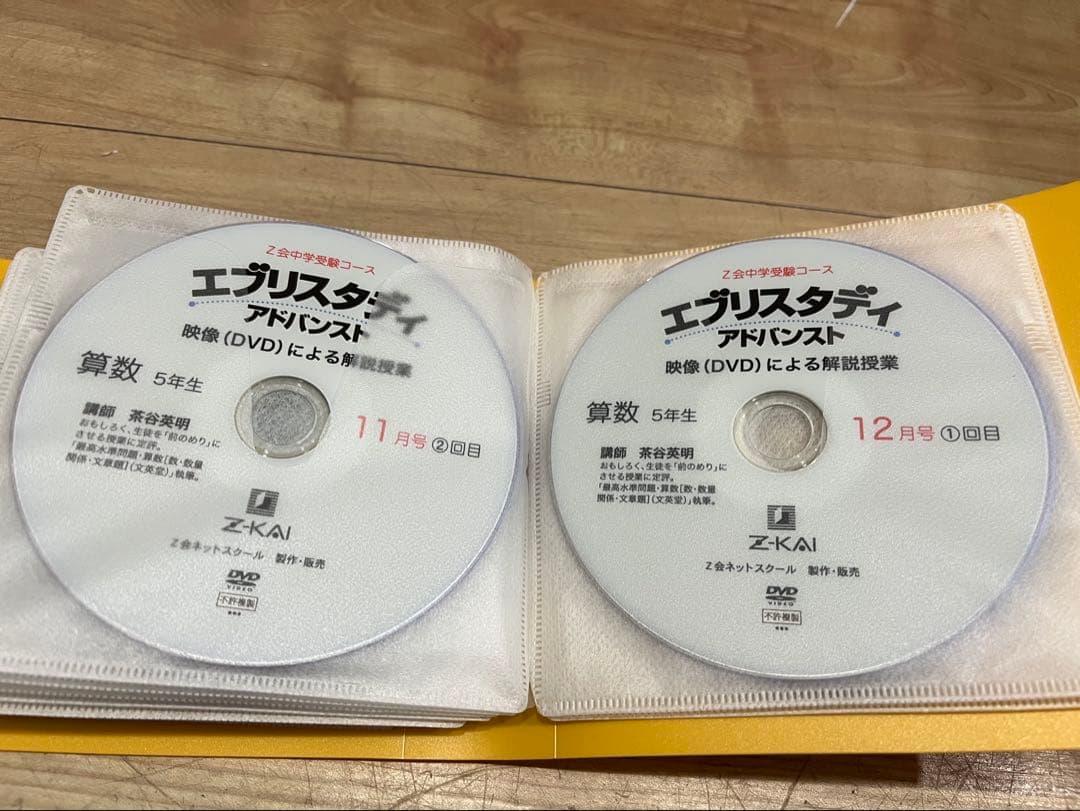 Z会中学受験コース
エブリスタディ
アドバンスト
映像(DVD)による解説授業
算数 5年生
11月号 ②回目
講師 茶谷英明
おもしろく、生徒を「前のめり」に
させる授業に定評。
「最高水準問題・算数[数・数量
関係・文章題](文英堂)」執筆。
Z-KAI
Z会ネットスクール 製作・販売
DVD
VIDEO
不許複製
Z会中学受験コース
エブリスタディ
アドバンスト
映像(DVD)による解説授業
算数 5年生
12月号 ①回目
講師 茶谷英明
おもしろく、生徒を「前のめり」に
させる授業に定評。
「最高水準問題・算数[数・数量
関係・文章題](文英堂)」執筆。
Z-KAI
Z会ネットスクール 製作・販売
DVD
VIDEO
不許複製